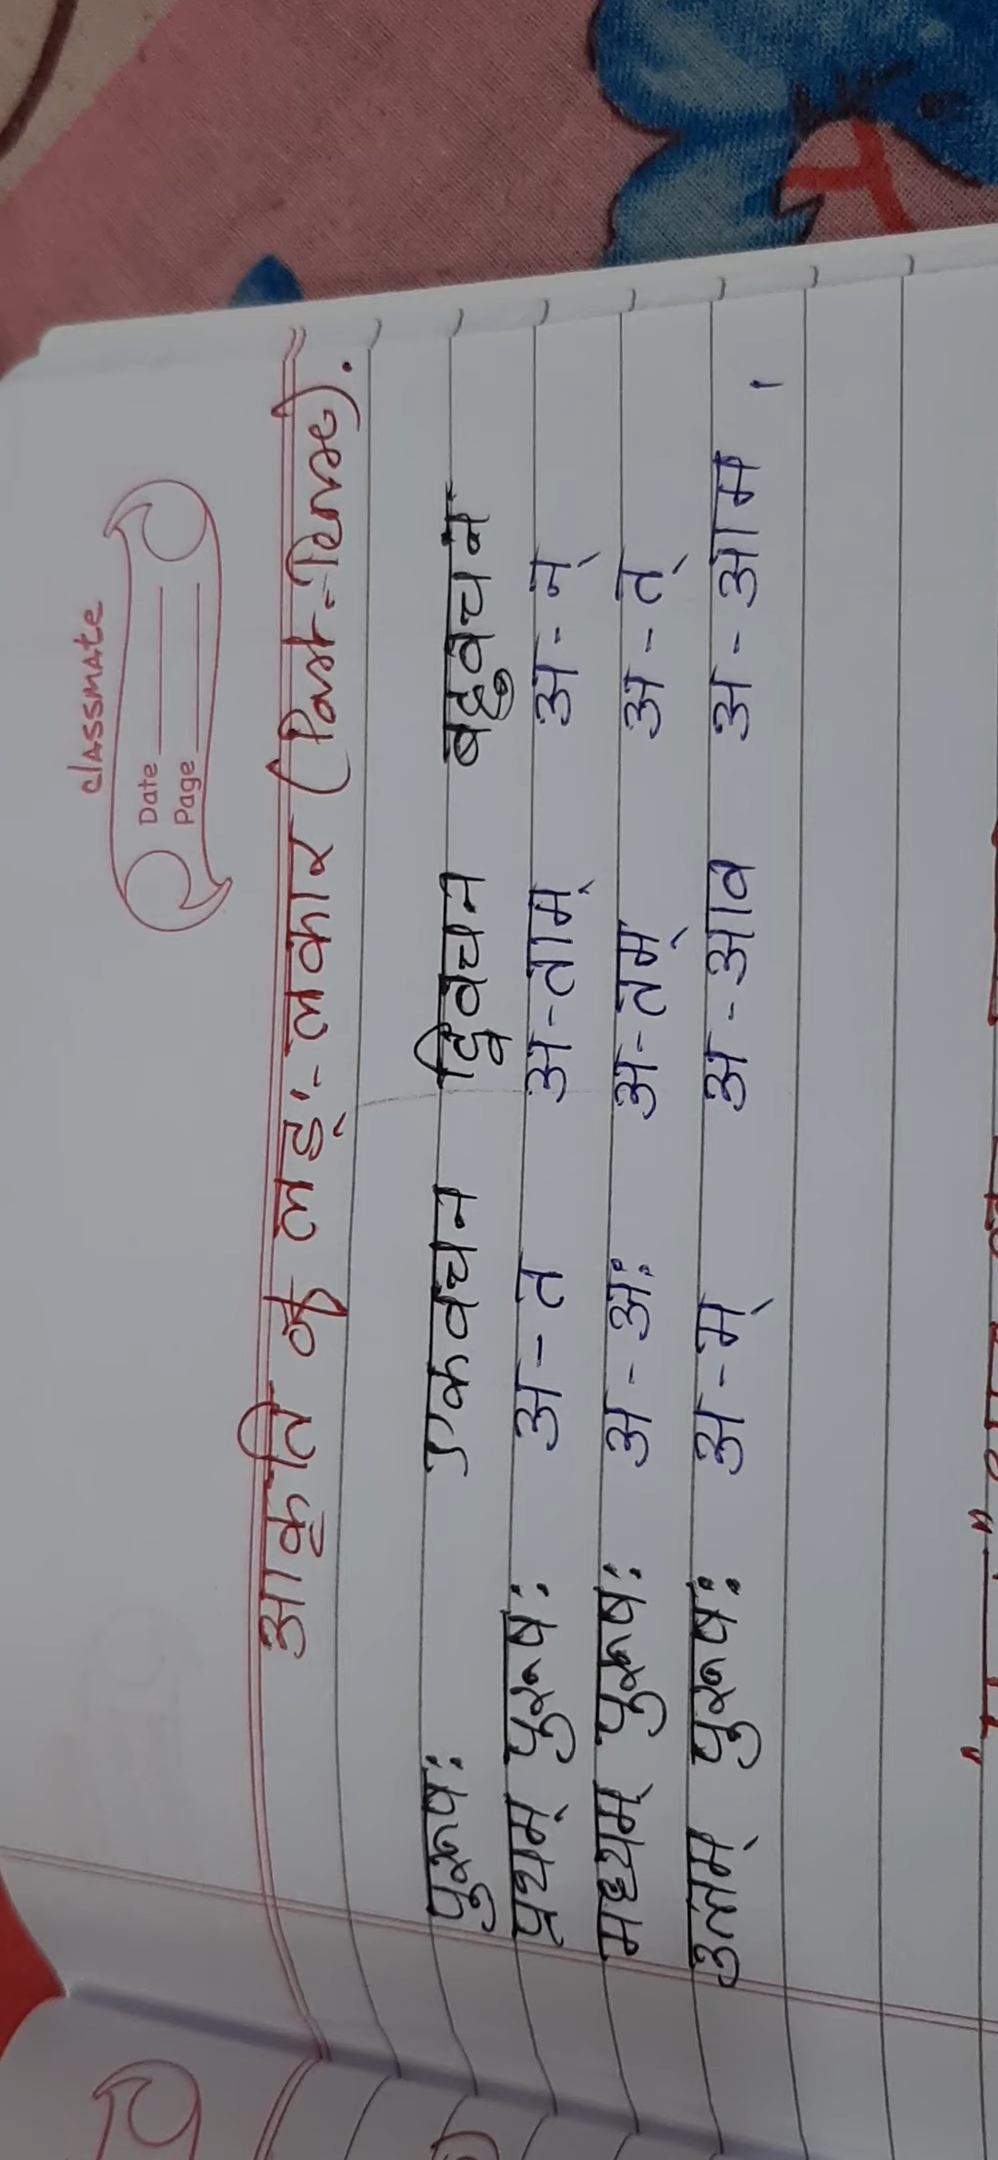 classmate
Date
Page
आकृति ऌ लङ्-लकार (Past-Tense).
पुरूषः एकवचन द्विवचन बहुवचन
प्रथम् पुरूषः अ-त अ-ताम् अ-न्
मध्यम् पुरूषः अ-अः अ-तम् अ-त्
उत्तम् पुरूषः अ-म् अ-आव अ-आम ।